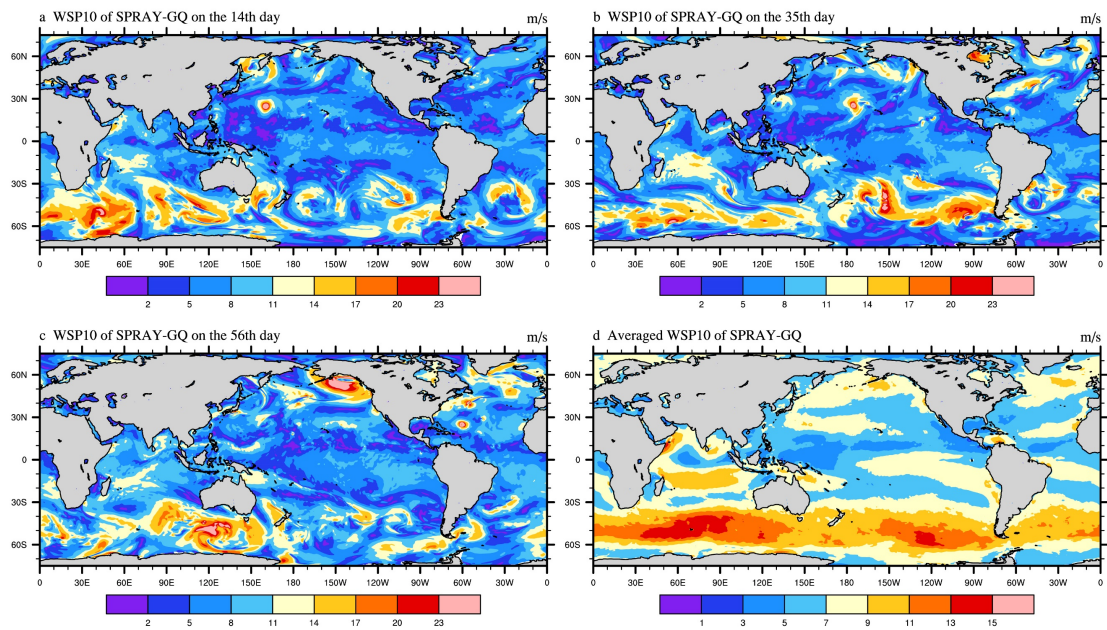 a WSP10 of SPRAY-GQ on the 14th day m/s
60N
30N
0
30S
60S
0 30E 60E 90E 120E 150E 180 150W 120W 90W 60W 30W 0
2 5 8 11 14 17 20 23
b WSP10 of SPRAY-GQ on the 35th day m/s
60N
30N
0
30S
60S
0 30E 60E 90E 120E 150E 180 150W 120W 90W 60W 30W 0
2 5 8 11 14 17 20 23
c WSP10 of SPRAY-GQ on the 56th day m/s
60N
30N
0
30S
60S
0 30E 60E 90E 120E 150E 180 150W 120W 90W 60W 30W 0
2 5 8 11 14 17 20 23
d Averaged WSP10 of SPRAY-GQ m/s
60N
30N
0
30S
60S
0 30E 60E 90E 120E 150E 180 150W 120W 90W 60W 30W 0
1 3 5 7 9 11 13 15